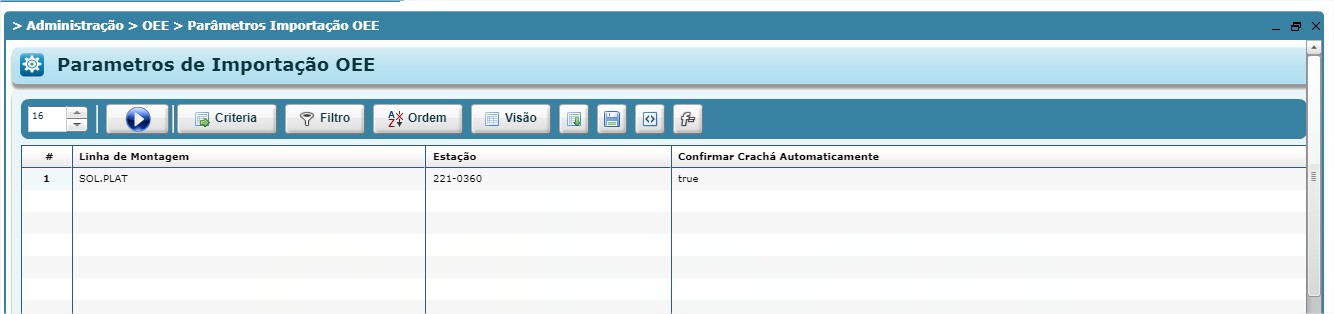 > Administração > OEE > Parâmetros Importação OEE
Parametros de Importação OEE
16 Criteria Filtro Ordem Visão
# Linha de Montagem Estação Confirmar Crachá Automaticamente
1 SOL.PLAT 221-0360 true